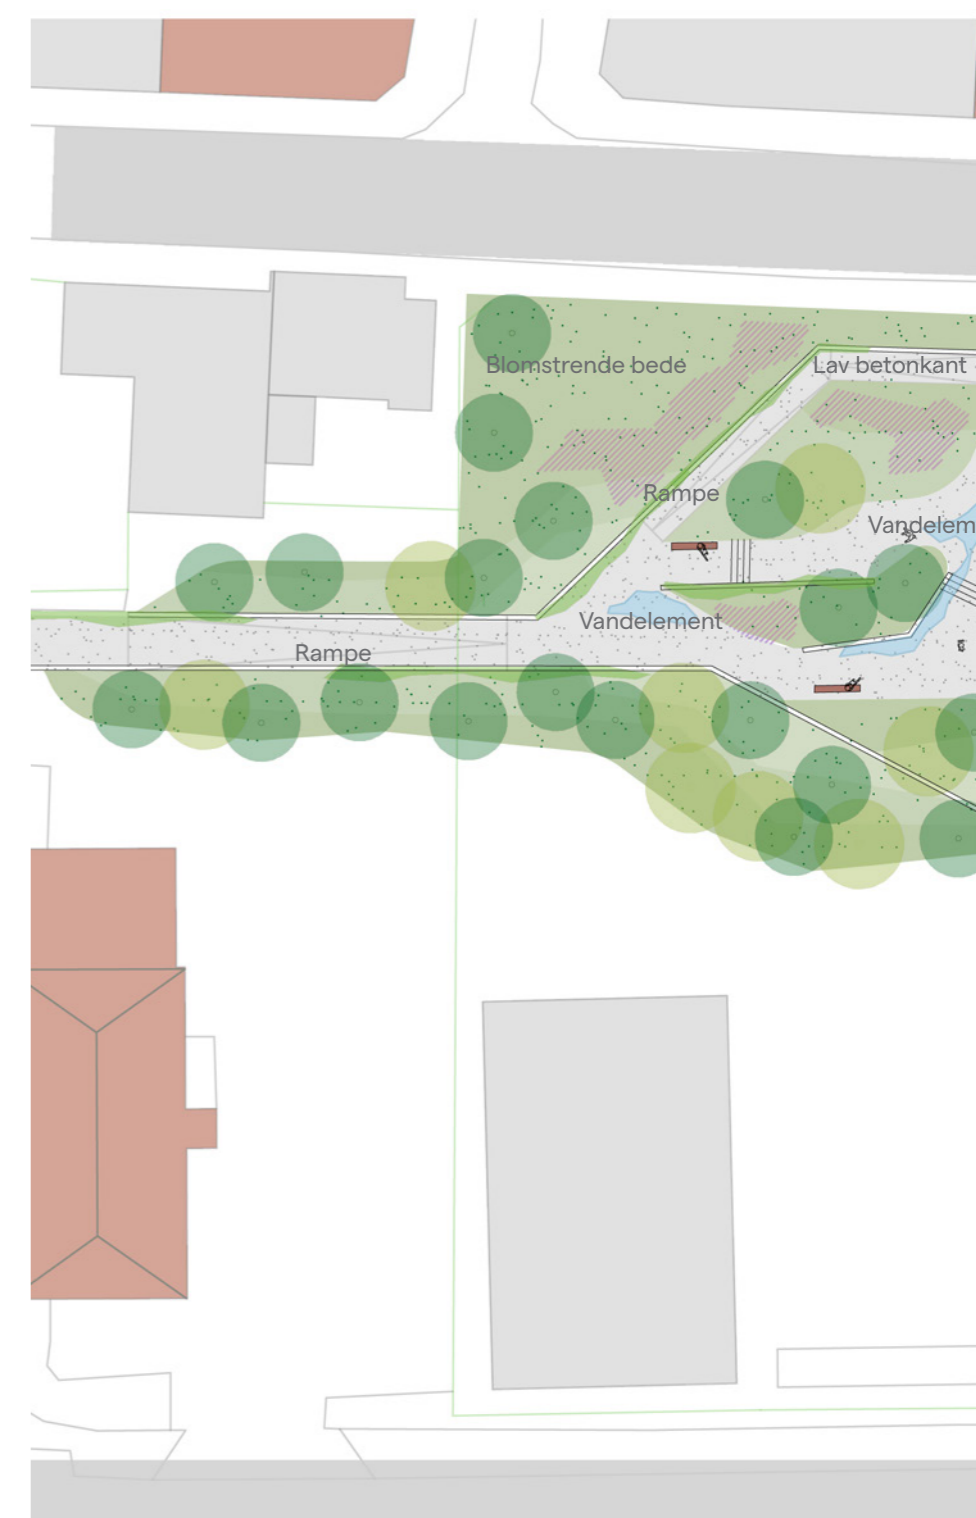 Blomstrende bede
Lav betonkant
Rampe
Vandelem
Vandelement
Rampe